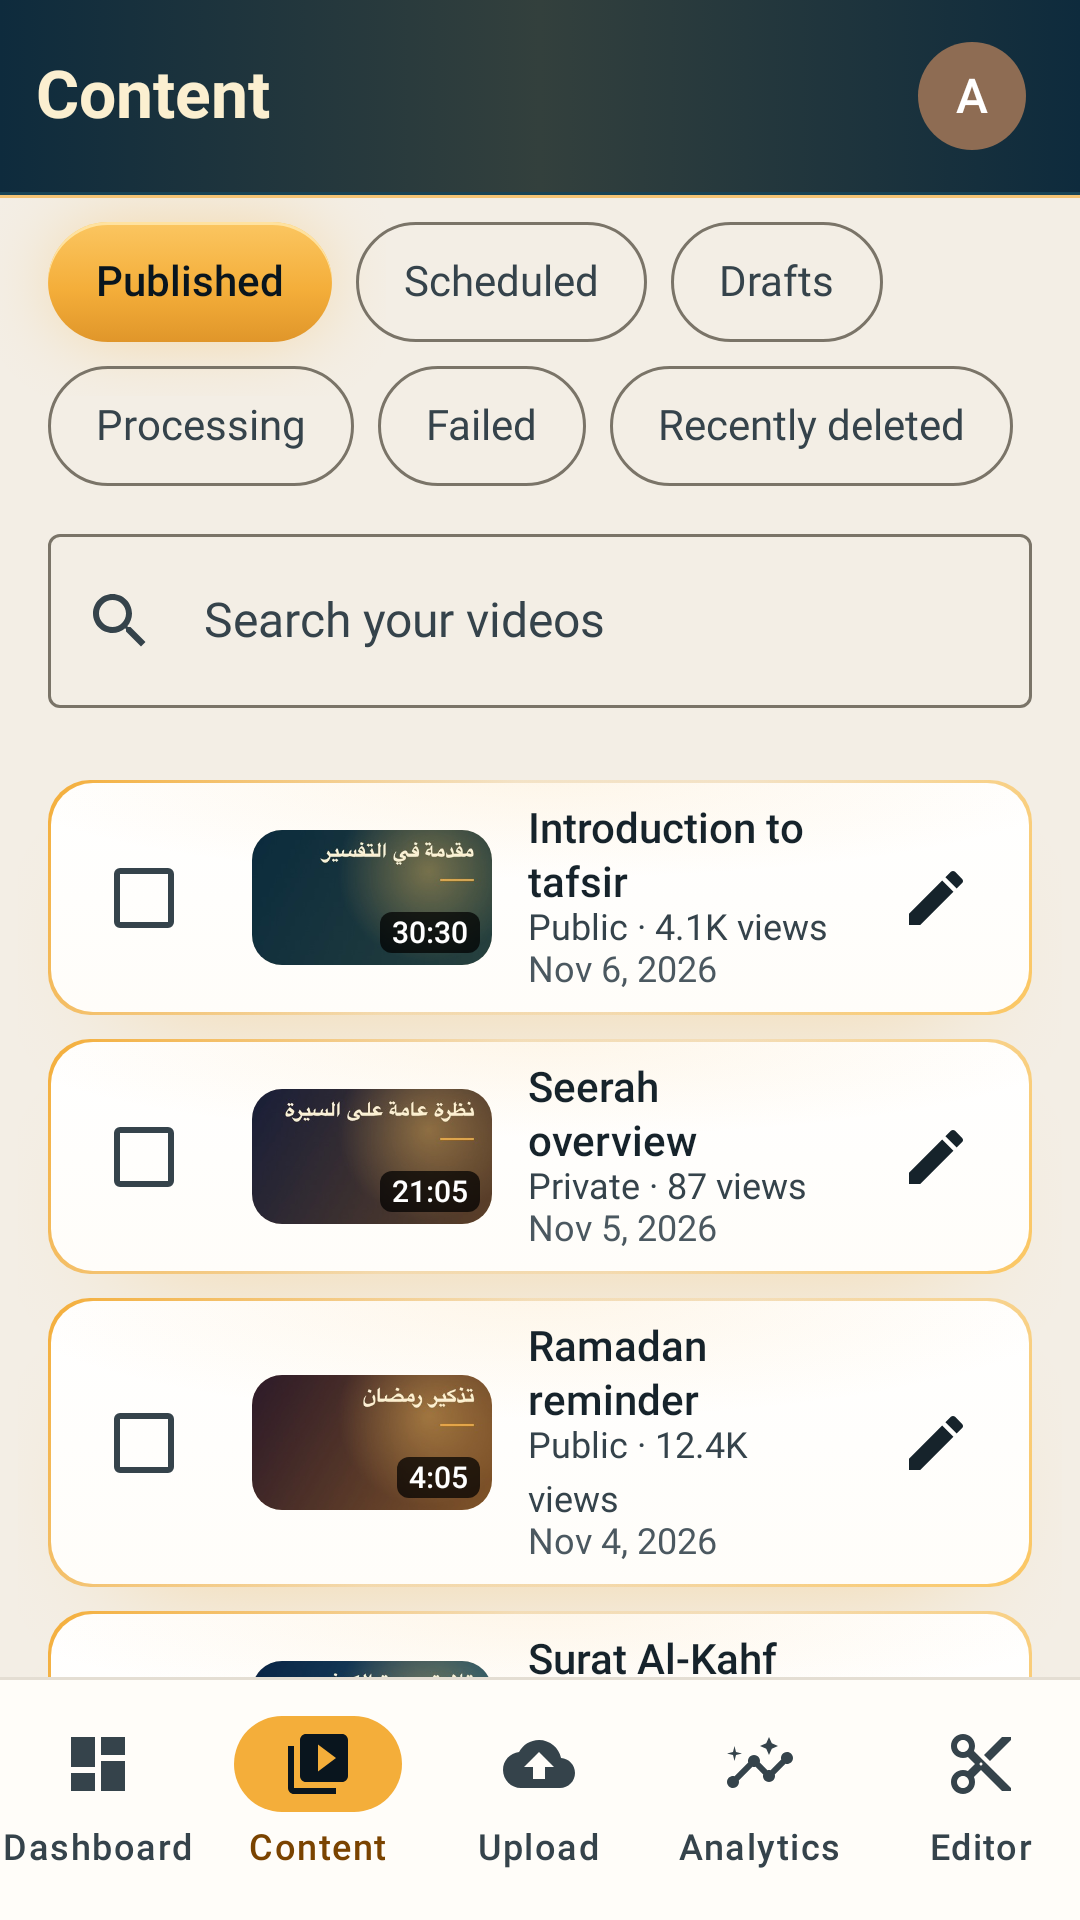 Content
A
Published
Scheduled
Drafts
Processing
Failed
Recently deleted
Search your videos
مقدمة في التفسير
30:30
Introduction to
tafsir
Public · 4.1K views
Nov 6, 2026
نظرة عامة على السيرة
21:05
Seerah
overview
Private · 87 views
Nov 5, 2026
تذكير رمضان
4:05
Ramadan
reminder
Public · 12.4K
views
Nov 4, 2026
Surat Al-Kahf
Dashboard
Content
Upload
Analytics
Editor